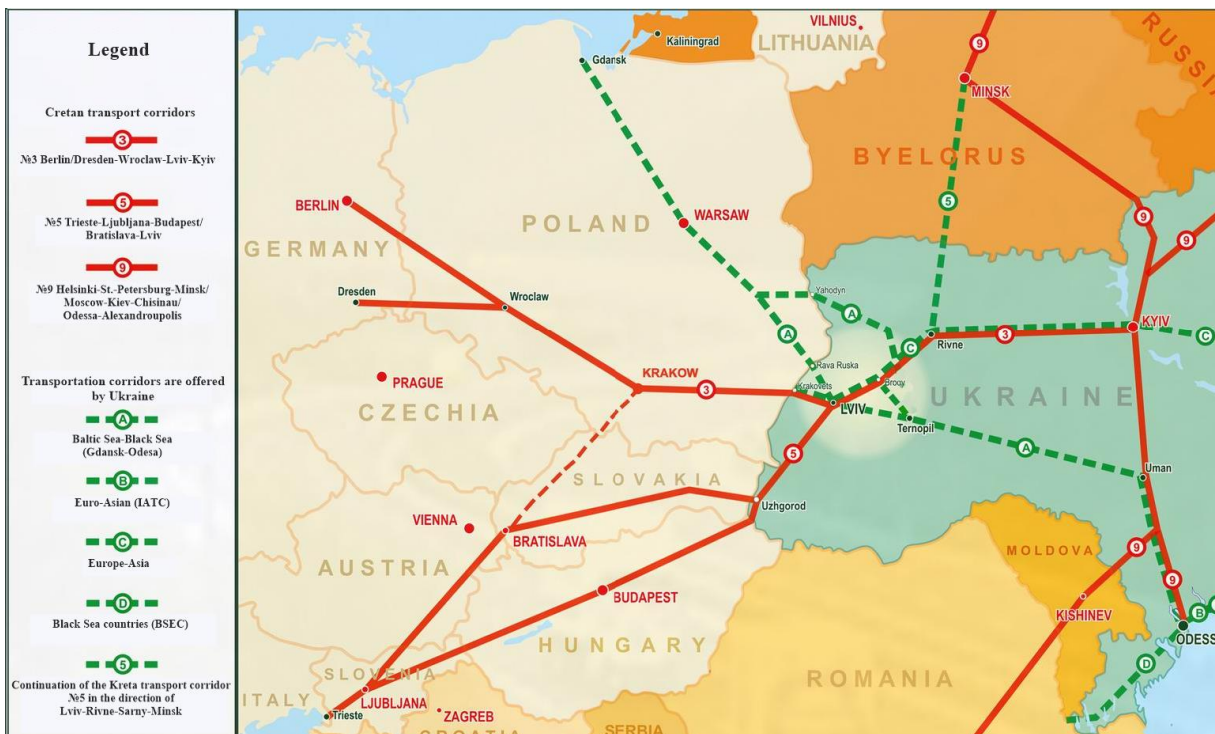 Legend
Cretan transport corridors
3
№3 Berlin/Dresden-Wroclaw-Lviv-Kyiv
5
№5 Trieste-Ljubljana-Budapest/
Bratislava-Lviv
9
№9 Helsinki-St.-Petersburg-Minsk/
Moscow-Kiev-Chisinau/
Odessa-Alexandroupolis
Transportation corridors are offered
by Ukraine
A
Baltic Sea-Black Sea
(Gdansk-Odesa)
B
Euro-Asian (IATC)
C
Europe-Asia
D
Black Sea countries (BSEC)
5
Continuation of the Kreta transport corridor
№5 in the direction of
Lviv-Rivne-Sarny-Minsk
VILNIUS
Kaliningrad
LITHUANIA
RUSSIA
9
Gdansk
MINSK
BYELORUS
BERLIN
5
WARSAW
POLAND
9
9
GERMANY
Dresden
Wroclaw
Yahodyn
A
KYIV
A
C
Rivne
3
C
Rava Ruska
PRAGUE
KRAKOW
3
Krakovets
Brody
UKRAINE
CZECHIA
LVIV
Ternopil
A
5
Uman
SLOVAKIA
Uzhgorod
VIENNA
BRATISLAVA
MOLDOVA
9
AUSTRIA
9
BUDAPEST
KISHINEV
B
ODESS
HUNGARY
D
SLOVENIA
ROMANIA
ITALY
LJUBLJANA
Trieste
ZAGREB
CROATIA
SERBIA